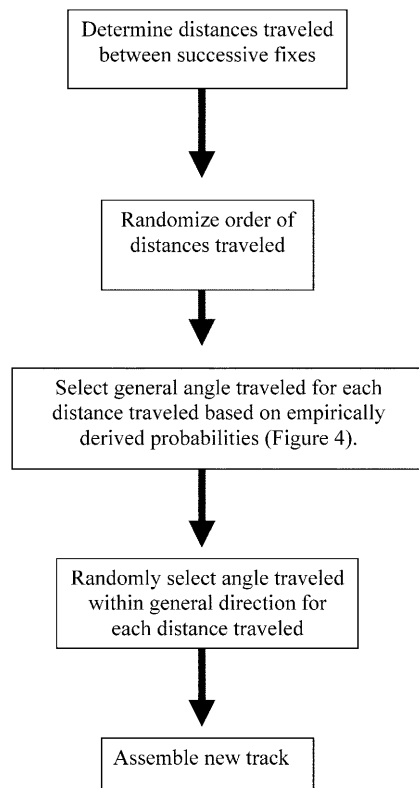 Determine distances traveled
between successive fixes
Randomize order of
distances traveled
Select general angle traveled for each
distance traveled based on empirically
derived probabilities (Figure 4).
Randomly select angle traveled
within general direction for
each distance traveled
Assemble new track